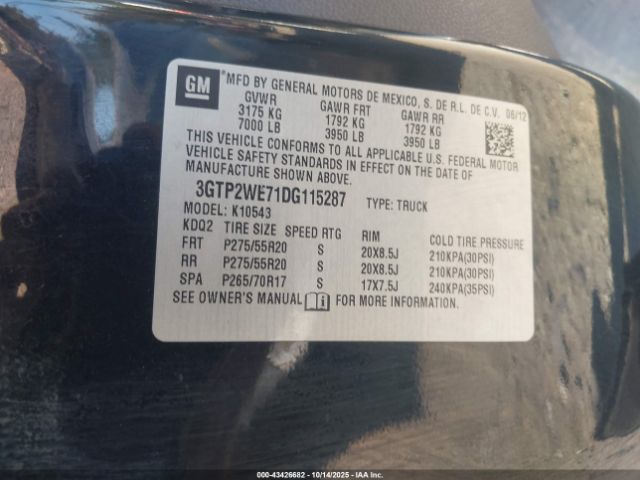 GM
MFD BY GENERAL MOTORS DE MEXICO, S. DE R.L. DE C.V. 06/12
GVWR GAWR FRT GAWR RR
3175 KG 1792 KG 1792 KG
7000 LB 3950 LB 3950 LB
THIS VEHICLE CONFORMS TO ALL APPLICABLE U.S. FEDERAL MOTOR
VEHICLE SAFETY STANDARDS IN EFFECT ON THE DATE OF
MANUFACTURE SHOWN ABOVE.
3GTP2WE71DG115287 TYPE: TRUCK
MODEL: K10543
KDQ2 TIRE SIZE SPEED RTG RIM COLD TIRE PRESSURE
FRT P275/55R20 S 20X8.5J 210KPA(30PSI)
RR P275/55R20 S 20X8.5J 210KPA(30PSI)
SPA P265/70R17 S 17X7.5J 240KPA(35PSI)
SEE OWNER'S MANUAL FOR MORE INFORMATION.
000-43426682 - 10/14/2025 - IAAI, Inc.